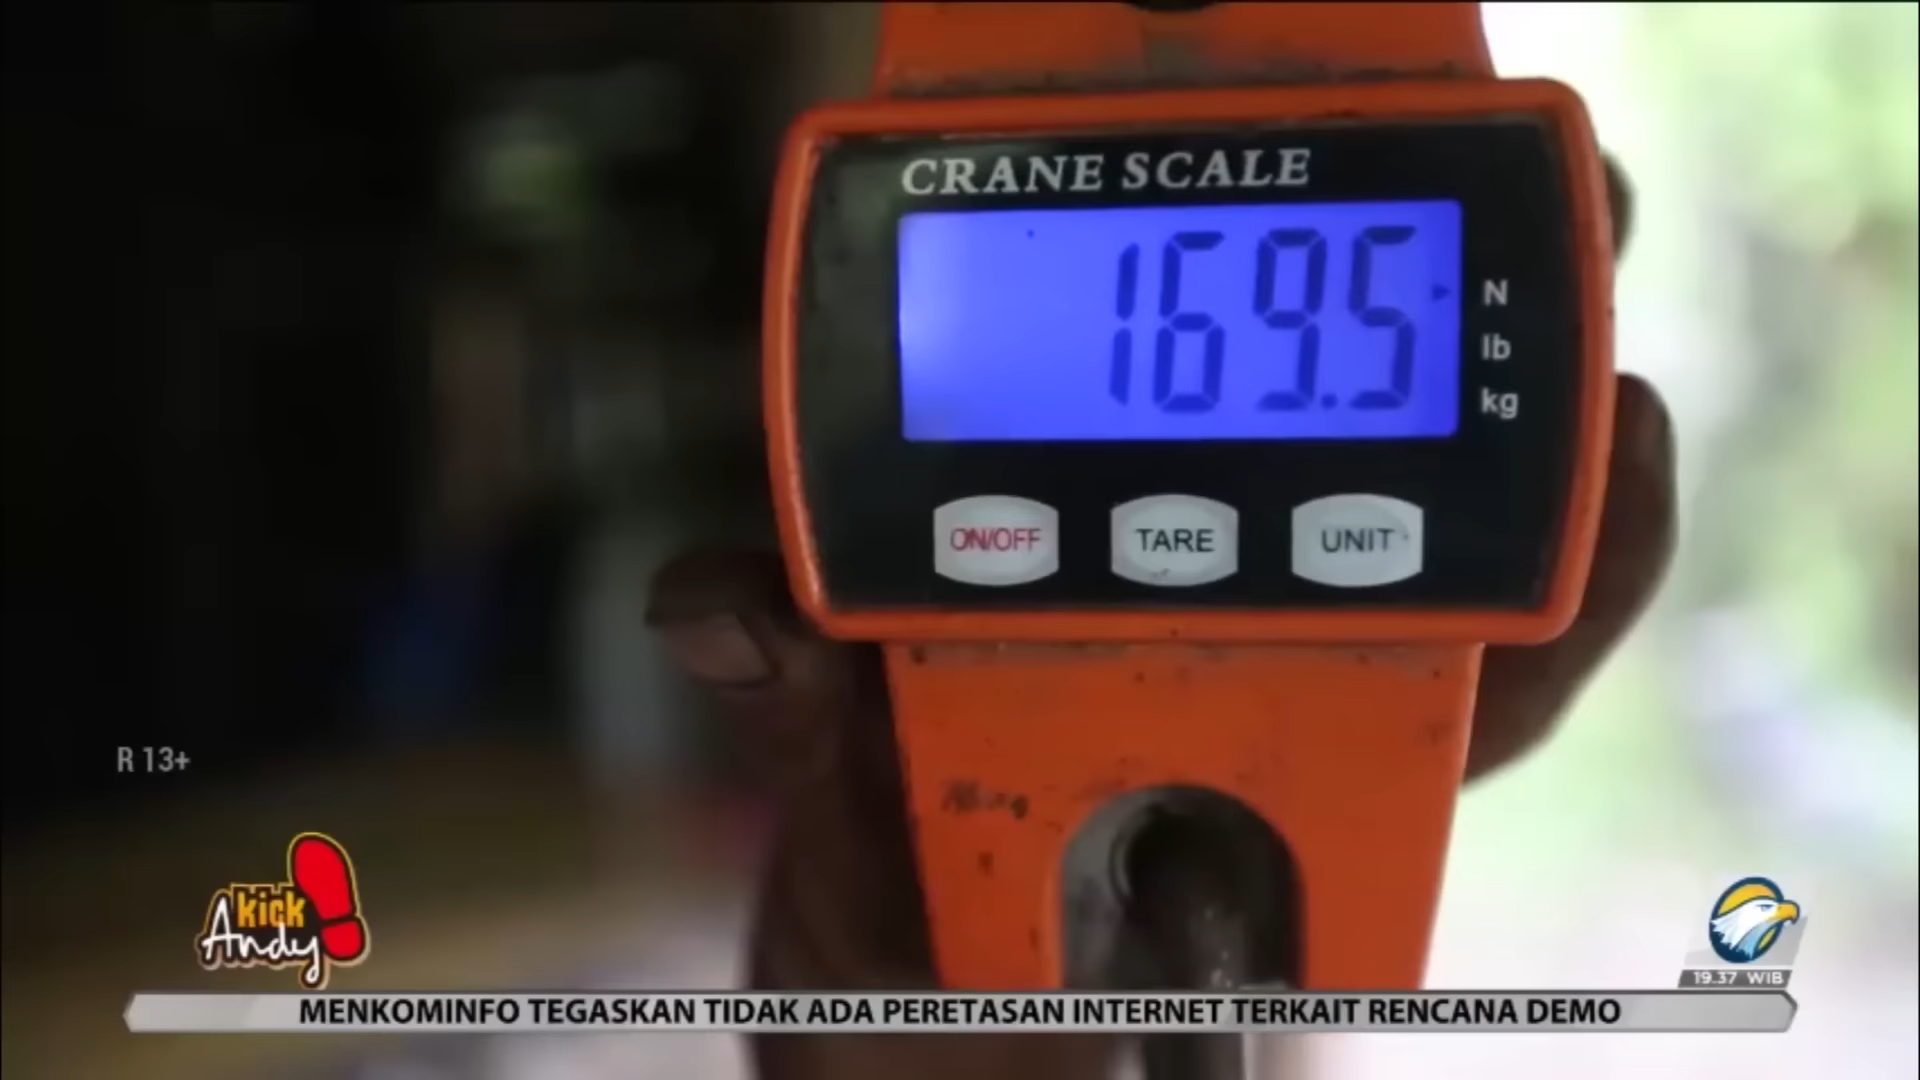 CRANE SCALE
169.5
N
lb
kg
ON/OFF
TARE
UNIT
R 13+
kick
Andy
19.37 WIB
MENKOMINFO TEGASKAN TIDAK ADA PERETASAN INTERNET TERKAIT RENCANA DEMO